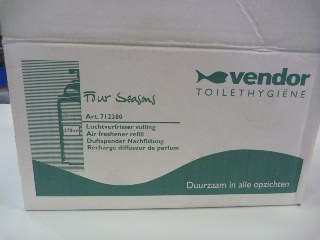 vendor
TOILETHYGIËNE
Four Seasons
Art. 712380
Luchtverfrisser vulling
Air freshener refill
Duftspender Nachfüllung
Recharge diffuseur de parfum
Duurzaam in alle opzichten